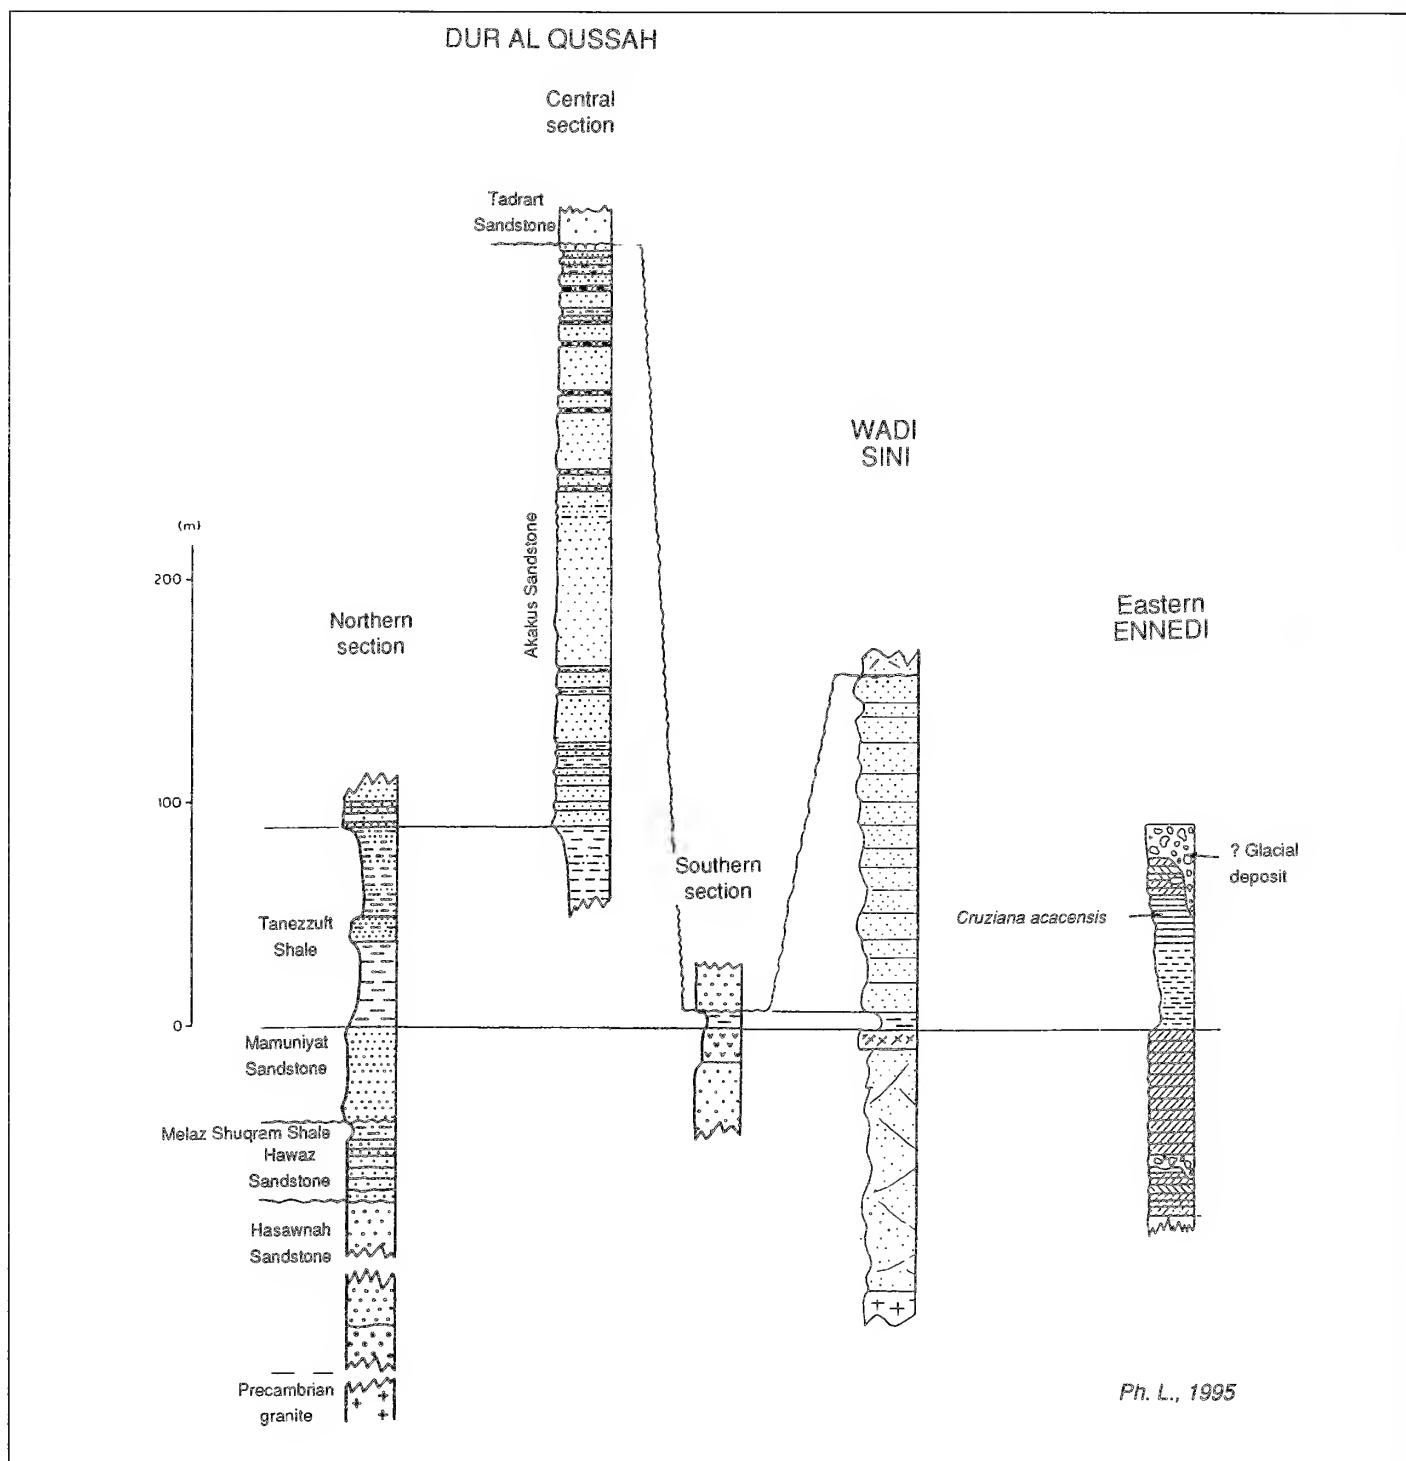 DUR AL QUSSAH
Central
section
Tadrart
Sandstone
WADI
SINI
(m)
200
Akakus Sandstone
Eastern
ENNEDI
Northern
section
100
Southern
section
? Glacial
deposit
Cruziana acacensis
Tanezzuft
Shale
0
Mamuniyat
Sandstone
Melaz Shuqram Shale
Hawaz
Sandstone
Hasawnah
Sandstone
Precambrian
granite
Ph. L., 1995